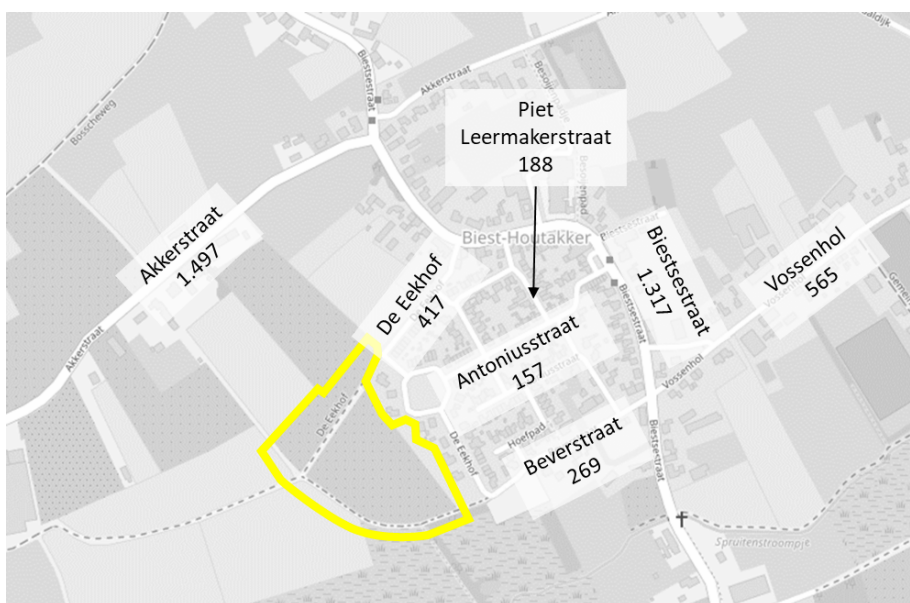 Biestsestraat
Akkerstraat
Bosscheweg
Piet
Leermakerstraat
188
Akkerstraat
1.497
Biest-Houtakker
Biestsestraat
De Eekhof
417
Biestsestraat
1.317
Vossenhol
565
Biestsestraat
Antoniusstraat
157
Akkerstraat
De Eekhof
Vossenhol
De Eekhof
Hoefpad
Beverstraat
269
Biestsestraat
Spruitenstroompje